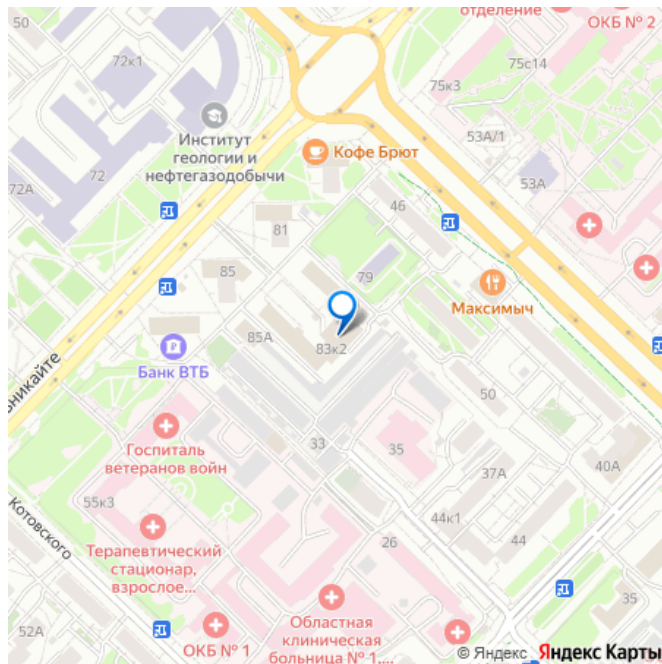 50
отделение
ОКБ № 2
72к1
75к3
75с14
53А/1
53А
Институт
геологии и
нефтегазодобычи
72
72А
Кофе Брют
46
81
85
79
Максимыч
85А
83к2
Банк ВТБ
ьникайте
50
Госпиталь
ветеранов войн
33
35
37А
40А
55к3
Котовского
44к1
44
Терапевтический
стационар,
взрослое...
26
35
52А
ОКБ № 1
Областная
клиническая
больница № 1,...
© Яндекс Яндекс Карты